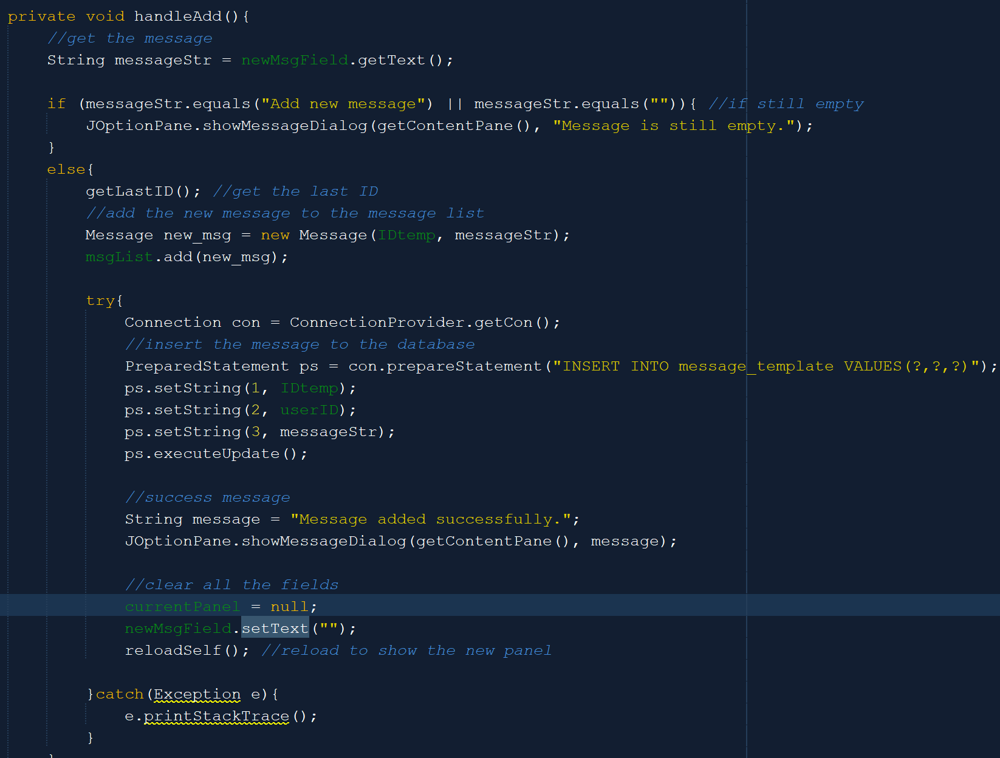 private void handleAdd(){
//get the message
String messageStr = newMsgField.getText();
if (messageStr.equals("Add new message") || messageStr.equals("")){ //if still empty
JOptionPane.showMessageDialog(getContentPane(), "Message is still empty.");
}
else{
getLastID(); //get the last ID
//add the new message to the message list
Message new_msg = new Message(IDtemp, messageStr);
msgList.add(new_msg);
try{
Connection con = ConnectionProvider.getCon();
//insert the message to the database
PreparedStatement ps = con.prepareStatement("INSERT INTO message_template VALUES(?,?,?)");
ps.setString(1, IDtemp);
ps.setString(2, userID);
ps.setString(3, messageStr);
ps.executeUpdate();
//success message
String message = "Message added successfully.";
JOptionPane.showMessageDialog(getContentPane(), message);
//clear all the fields
currentPanel = null;
newMsgField.setText("");
reloadSelf(); //reload to show the new panel
}catch(Exception e){
e.printStackTrace();
}
}